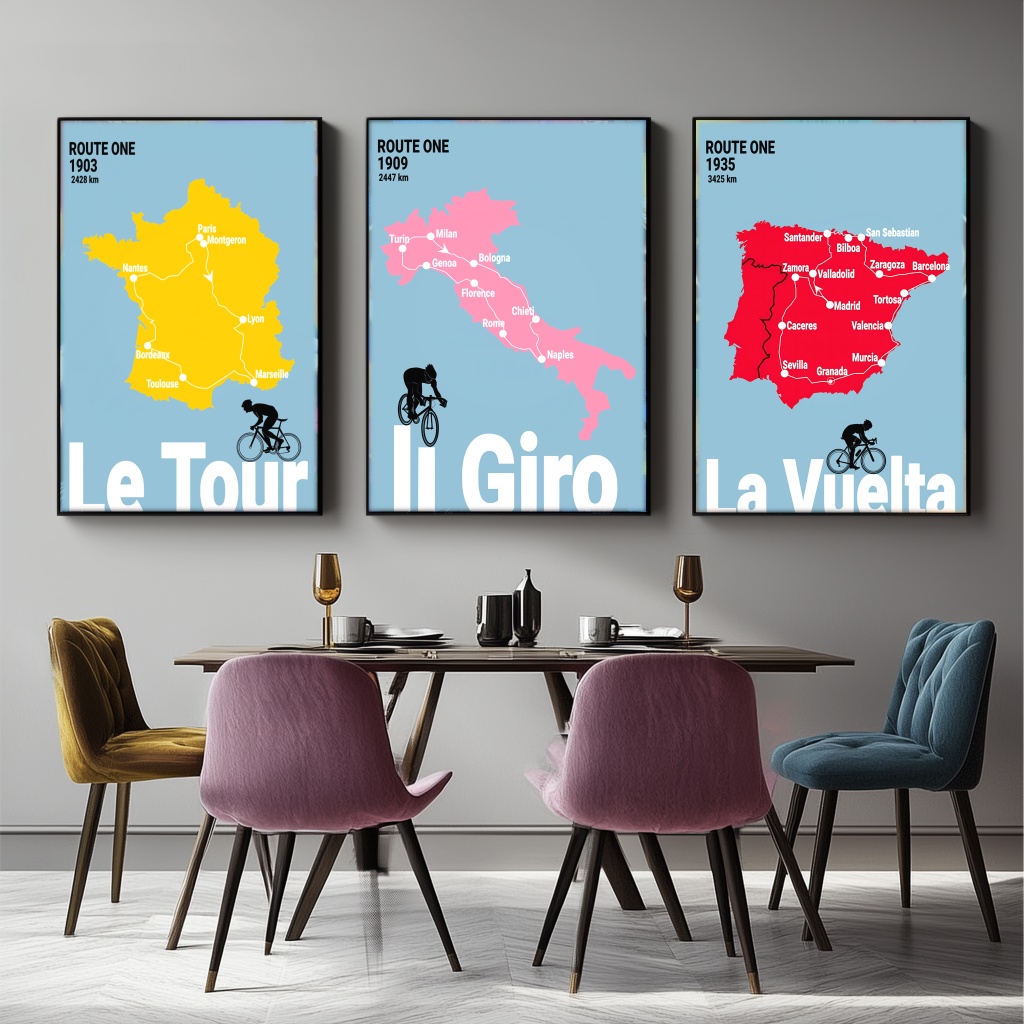 ROUTE ONE
1903
2428 km
Paris
Montgeron
Nantes
Lyon
Bordeaux
Marseille
Toulouse
Le Tour
ROUTE ONE
1909
2447 km
Milan
Turin
Bologna
Genoa
Florence
Chieti
Rome
Naples
Il Giro
ROUTE ONE
1935
3425 km
San Sebastian
Santander
Bilboa
Zaragoza
Barcelona
Zamora
Valladolid
Tortosa
Madrid
Caceres
Valencia
Murcia
Sevilla
Granada
La Vuelta